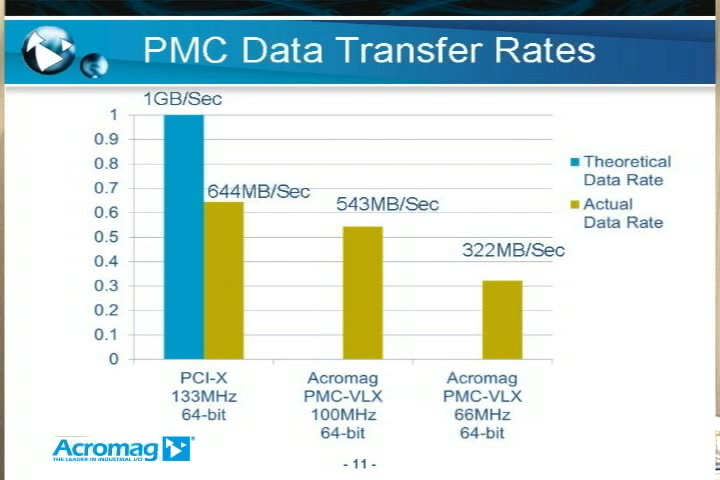 PMC Data Transfer Rates
1GB/Sec
1
0.9
0.8
0.7
0.6
0.5
0.4
0.3
0.2
0.1
0
644MB/Sec
543MB/Sec
322MB/Sec
Theoretical
Data Rate
Actual
Data Rate
PCI-X
133MHz
64-bit
Acromag
PMC-VLX
100MHz
64-bit
Acromag
PMC-VLX
66MHz
64-bit
Acromag®
THE LEADER IN INDUSTRIAL I/O
- 11 -